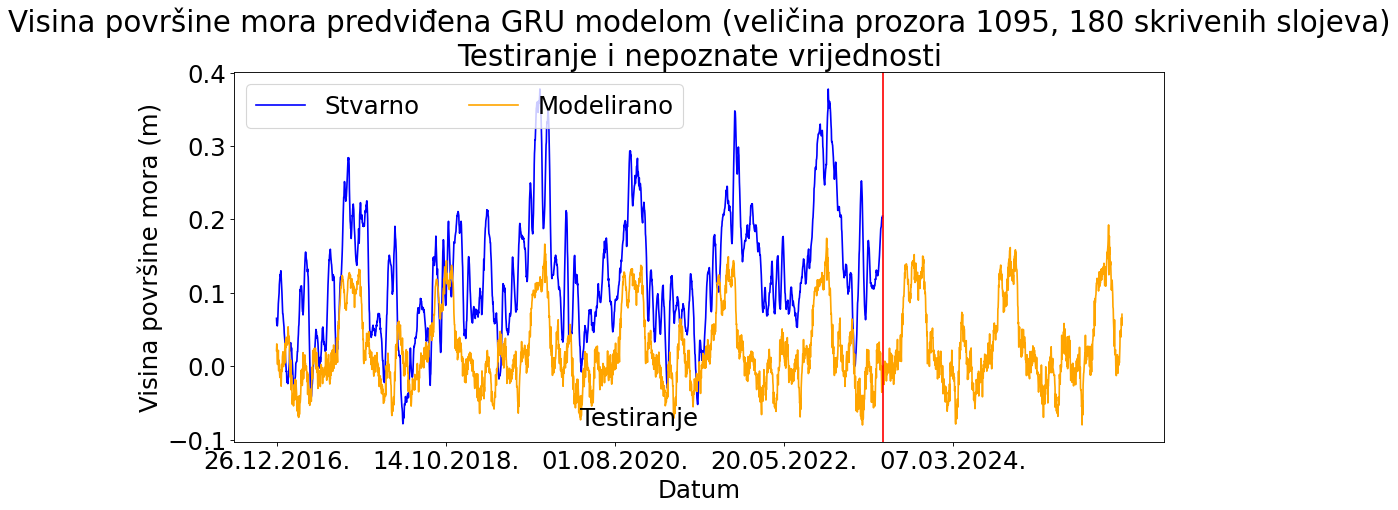 Visina površine mora predviđena GRU modelom (veličina prozora 1095, 180 skrivenih slojeva)
Testiranje i nepoznate vrijednosti
Visina površine mora (m)
0.4
0.3
0.2
0.1
0.0
−0.1
Stvarno
Modelirano
Testiranje
26.12.2016.
14.10.2018.
01.08.2020.
20.05.2022.
07.03.2024.
Datum